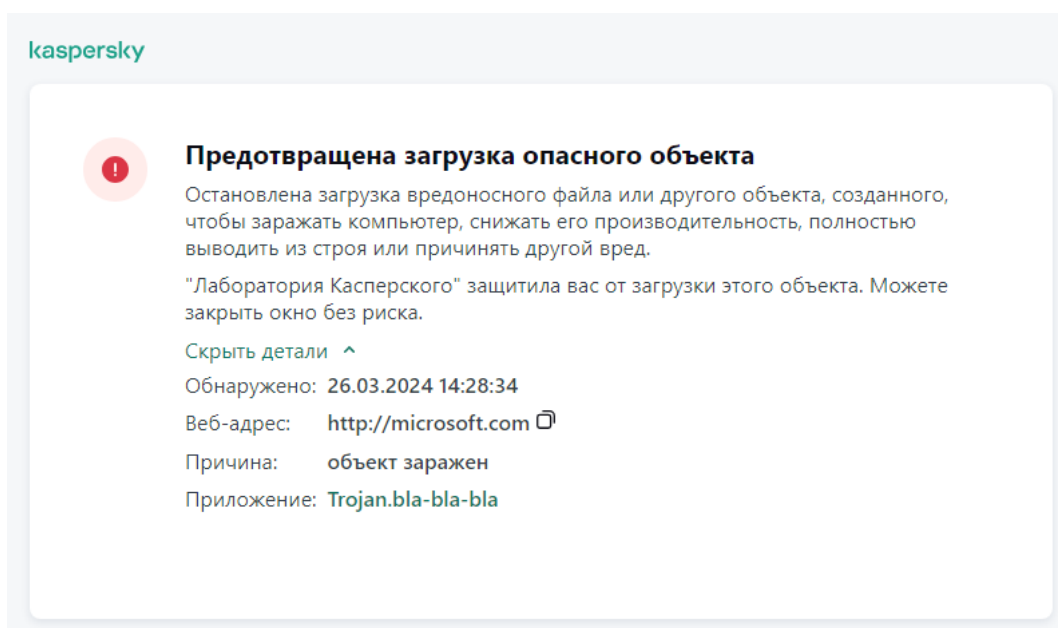 kaspersky
Предотвращена загрузка опасного объекта
Остановлена загрузка вредоносного файла или другого объекта, созданного,
чтобы заражать компьютер, снижать его производительность, полностью
выводить из строя или причинять другой вред.
"Лаборатория Касперского" защитила вас от загрузки этого объекта. Можете
закрыть окно без риска.
Скрыть детали
Обнаружено: 26.03.2024 14:28:34
Веб-адрес: http://microsoft.com
Причина: объект заражен
Приложение: Trojan.bla-bla-bla